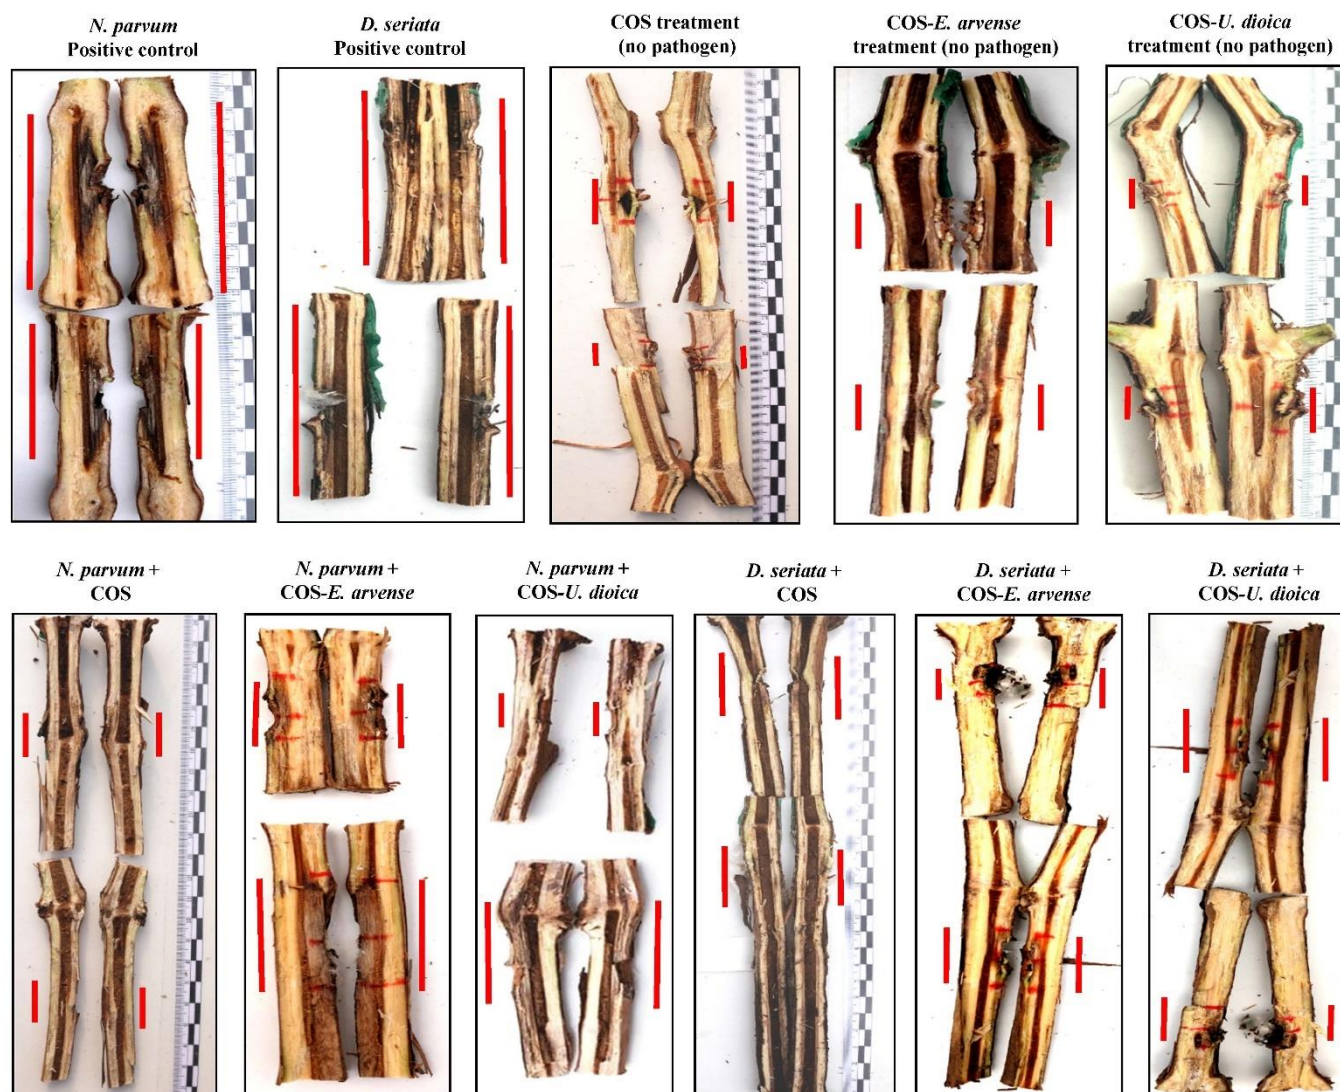 N. parvum
Positive control
D. seriata
Positive control
COS treatment
(no pathogen)
COS-E. arvense
treatment (no pathogen)
COS-U. dioica
treatment (no pathogen)
N. parvum +
COS
N. parvum +
COS-E. arvense
N. parvum +
COS-U. dioica
D. seriata +
COS
D. seriata +
COS-E. arvense
D. seriata +
COS-U. dioica